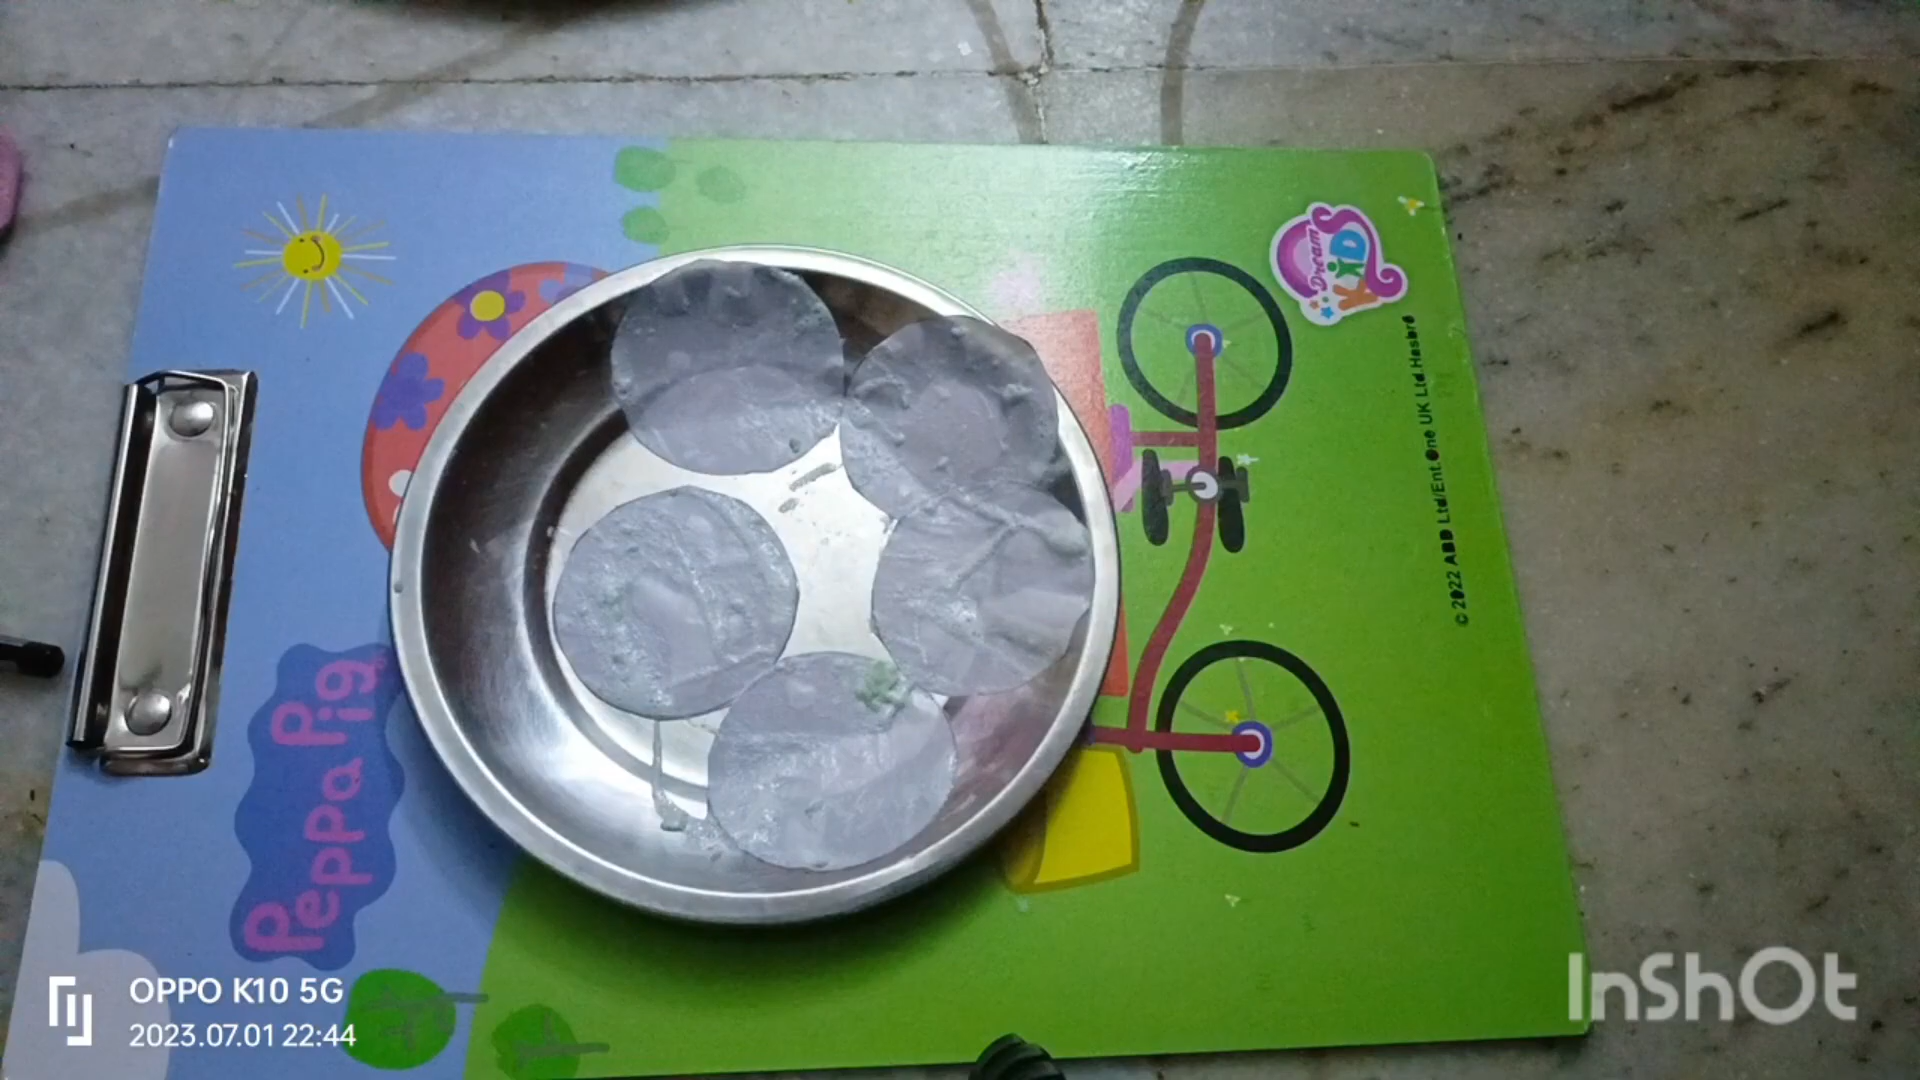 Dream
KiD
© 2022 ABD Ltd/Ent.One UK Ltd.Hasbro
Peppa Pig
OPPO K10 5G
2023.07.01 22:44
InShOt